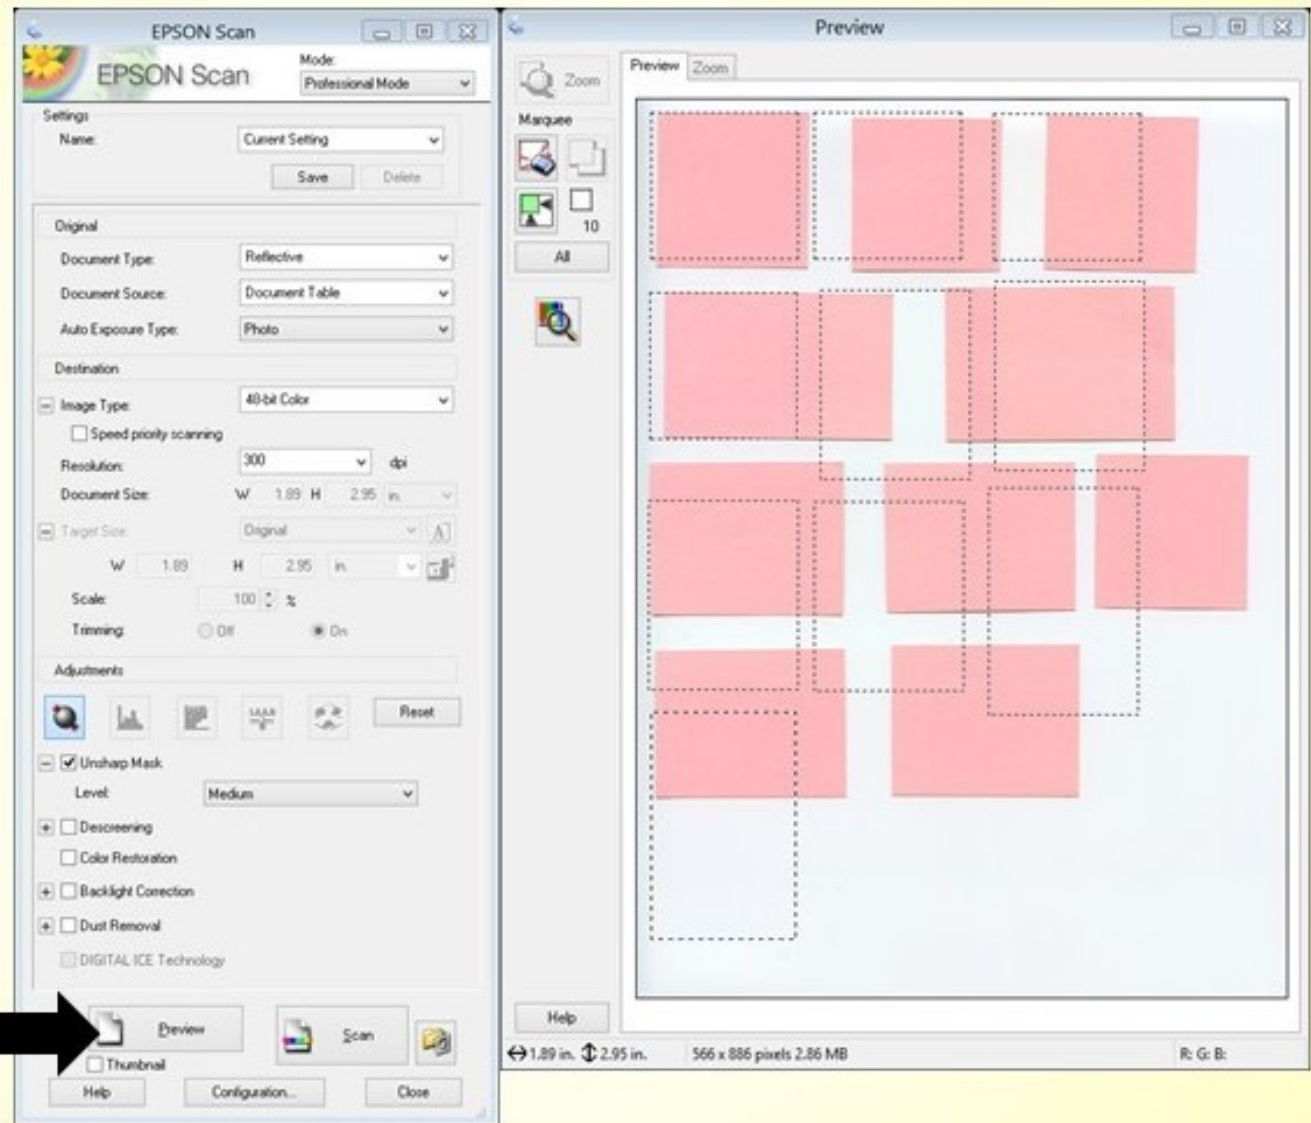 EPSON Scan
EPSON Scan
Mode:
Professional Mode
Settings
Name:
Current Setting
Save
Delete
Original
Document Type:
Reflective
Document Source:
Document Table
Auto Exposure Type:
Photo
Destination
Image Type:
48-bit Color
Speed priority scanning
Resolution:
300
dpi
Document Size:
W 1.89 H 2.95 in.
Target Size:
Original
W 1.89 H 2.95 in.
Scale:
100 %
Trimming:
Off
On
Adjustments
Reset
Unsharp Mask
Level:
Medium
Descreening
Color Restoration
Backlight Correction
Dust Removal
DIGITAL ICE Technology
Preview
Scan
Thumbnail
Help
Configuration...
Close
Preview
Zoom
Preview
Zoom
Marquee
10
All
Help
1.89 in. 2.95 in.
566 x 886 pixels 2.86 MB
R: G: B: